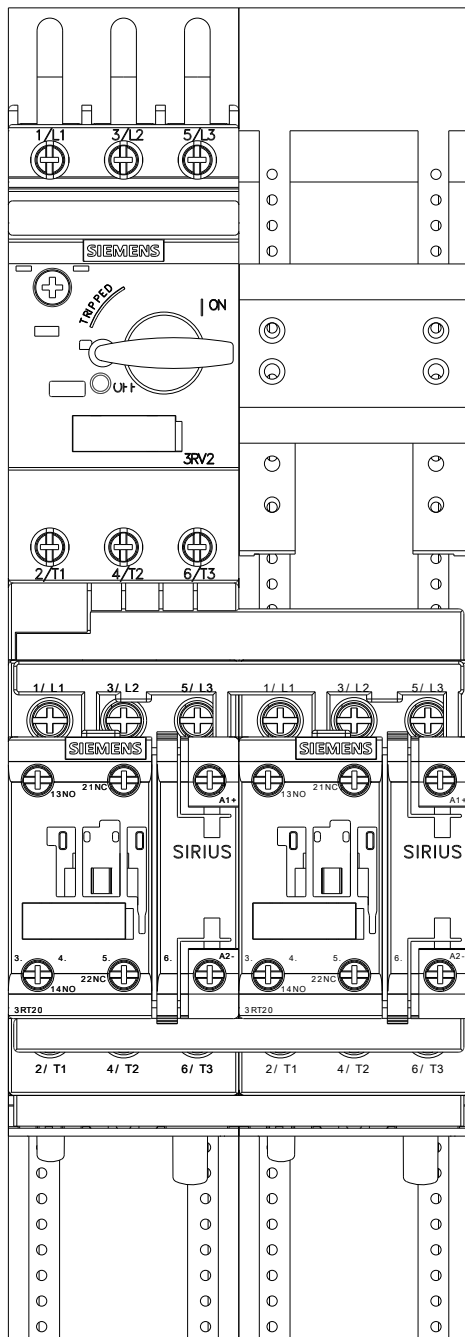 1/L1 3/L2 5/L3
SIEMENS
TRIPPED
ON
OFF
3RV2
2/T1 4/T2 6/T3
1/ L1 3/ L2 5/ L3 1/ L1 3/ L2 5/ L3
SIEMENS SIEMENS
13NO 21NC A1+ 13NO 21NC A1+
SIRIUS SIRIUS
3. 4. 5. 6. A2- 3. 4. 5. 6. A2-
22NC 22NC
14NO 14NO
3RT20 3RT20
2/ T1 4/ T2 6/ T3 2/ T1 4/ T2 6/ T3